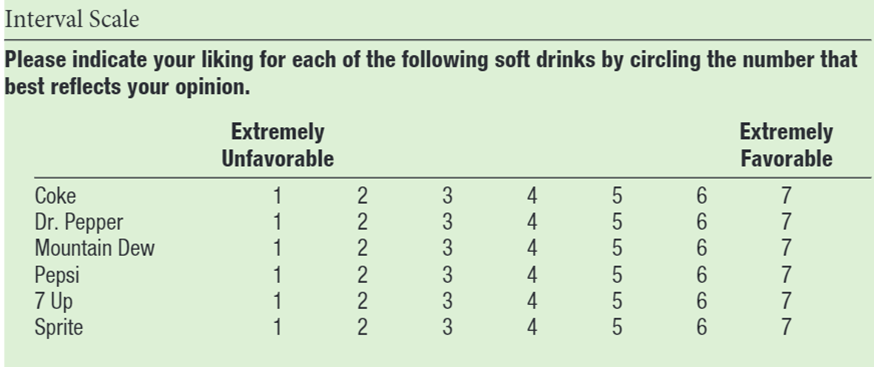 Interval Scale
Please indicate your liking for each of the following soft drinks by circling the number that
best reflects your opinion.
Extremely Extremely
Unfavorable Favorable
Coke 1 2 3 4 5 6 7
Dr. Pepper 1 2 3 4 5 6 7
Mountain Dew 1 2 3 4 5 6 7
Pepsi 1 2 3 4 5 6 7
7 Up 1 2 3 4 5 6 7
Sprite 1 2 3 4 5 6 7